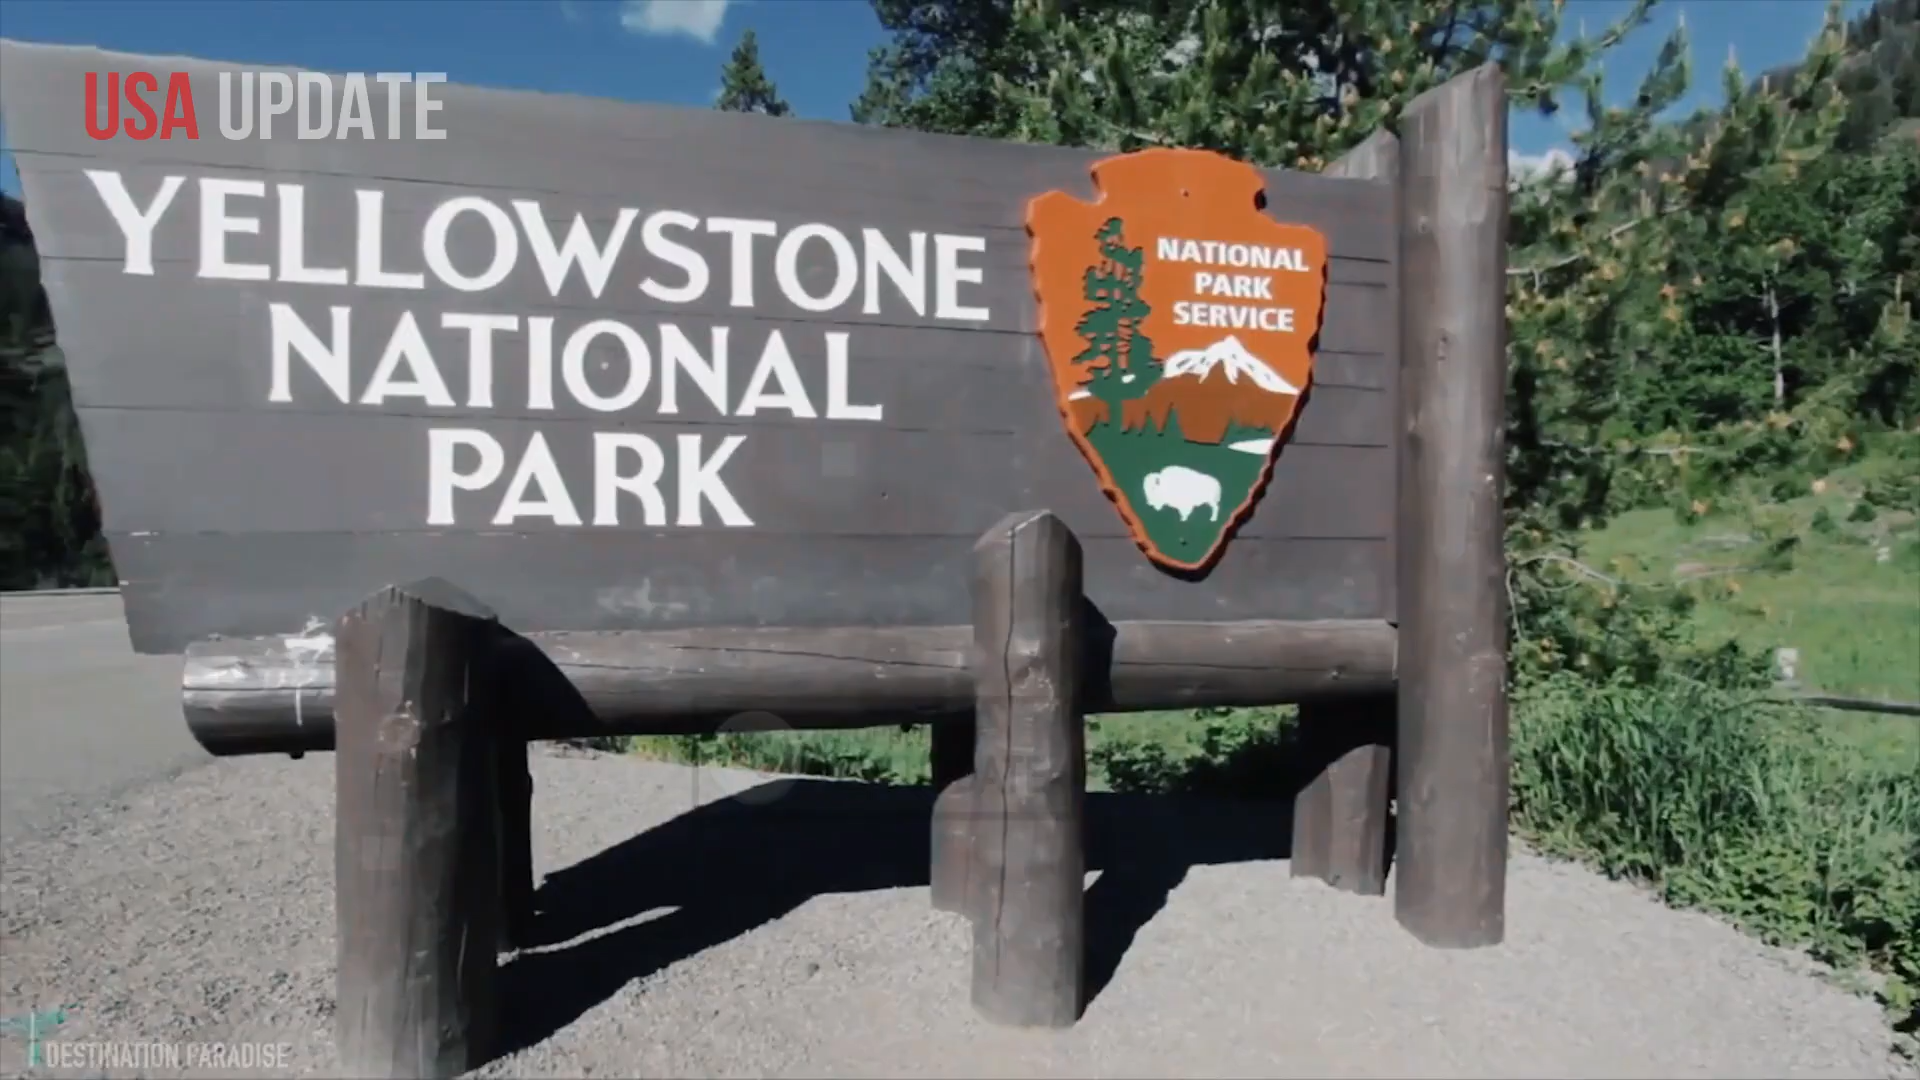 USA UPDATE
YELLOWSTONE
NATIONAL
PARK
NATIONAL
PARK
SERVICE
DESTINATION PARADISE